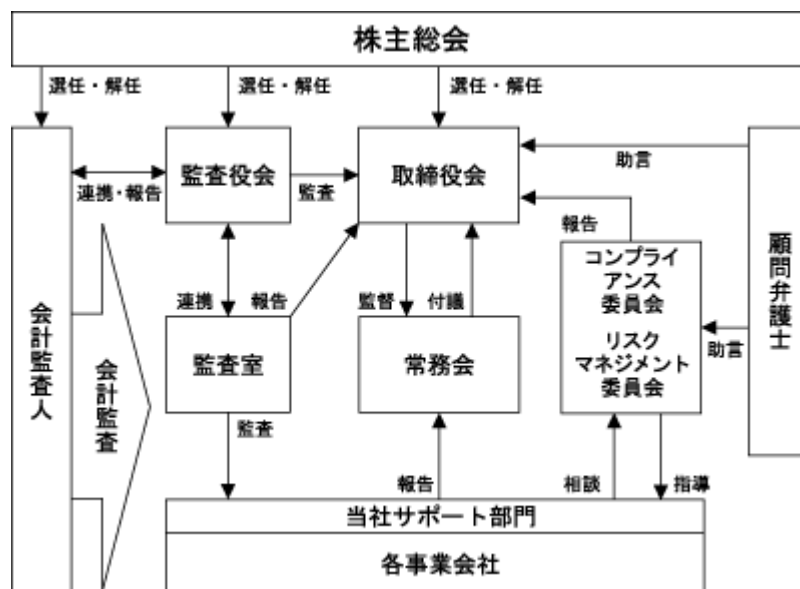 株主総会
選任・解任
選任・解任
選任・解任
監査役会
取締役会
助言
連携・報告
監査
報告
顧問弁護士
コンプライ
アンス
委員会
リスク
マネジメント
委員会
連携
報告
監督
付議
助言
会計監査人
会計監査
監査室
常務会
監査
報告
相談
指導
当社サポート部門
各事業会社